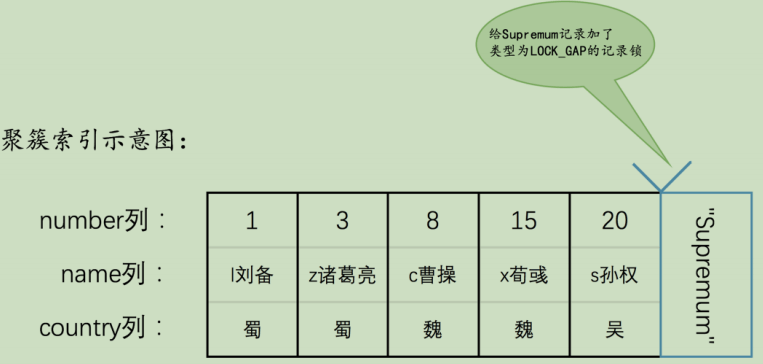 给Supremum记录加了
类型为LOCK_GAP的记录锁
聚簇索引示意图：
number列： 1 3 8 15 20
name列： l刘备 z诸葛亮 c曹操 x荀彧 s孙权
country列： 蜀 蜀 魏 魏 吴
"Supremum"